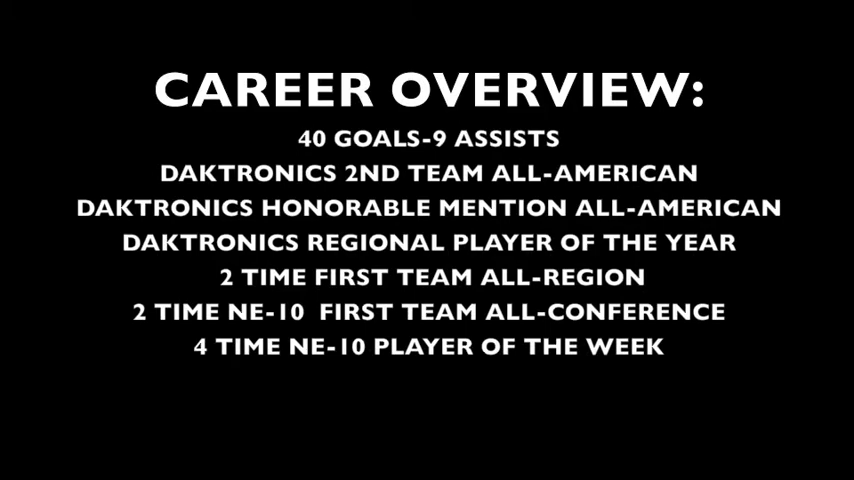 CAREER OVERVIEW:
40 GOALS-9 ASSISTS
DAKTRONICS 2ND TEAM ALL-AMERICAN
DAKTRONICS HONORABLE MENTION ALL-AMERICAN
DAKTRONICS REGIONAL PLAYER OF THE YEAR
2 TIME FIRST TEAM ALL-REGION
2 TIME NE-10  FIRST TEAM ALL-CONFERENCE
4 TIME NE-10 PLAYER OF THE WEEK